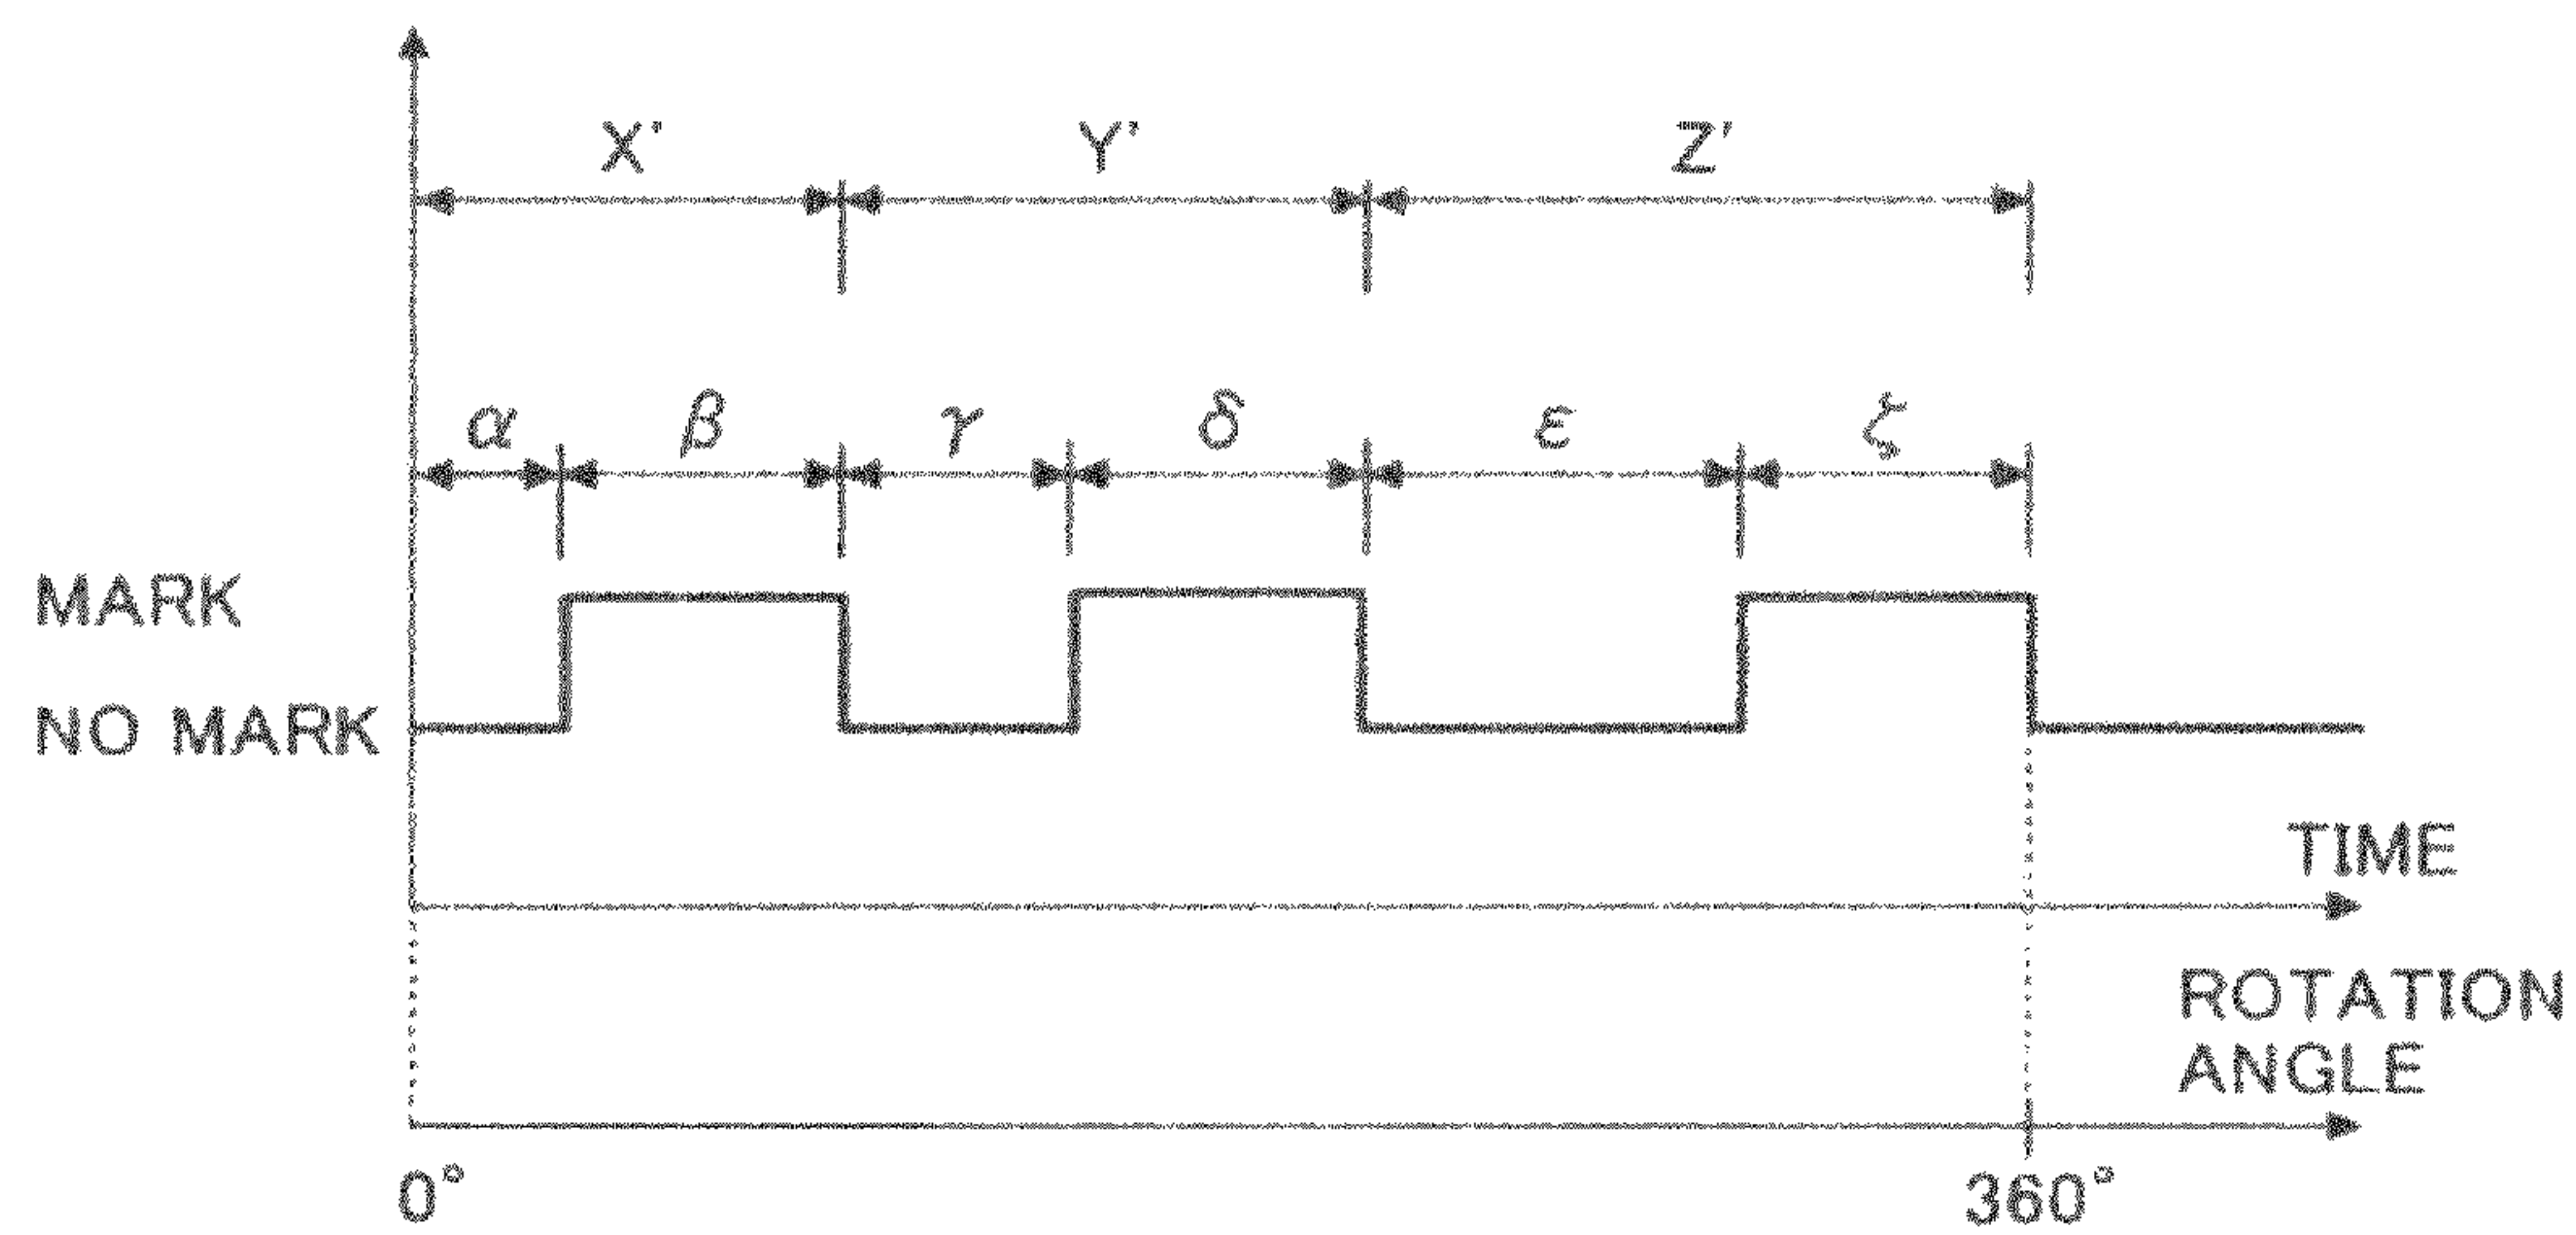 X' Y' Z'
α β γ δ ε ζ
MARK
NO MARK
TIME
ROTATION
ANGLE
0° 360°